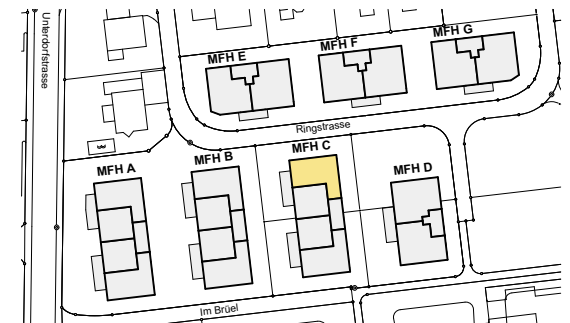 Unterdorfstrasse
MFH G
MFH F
MFH E
Ringstrasse
MFH C
MFH B
MFH A
MFH D
Im Brüel